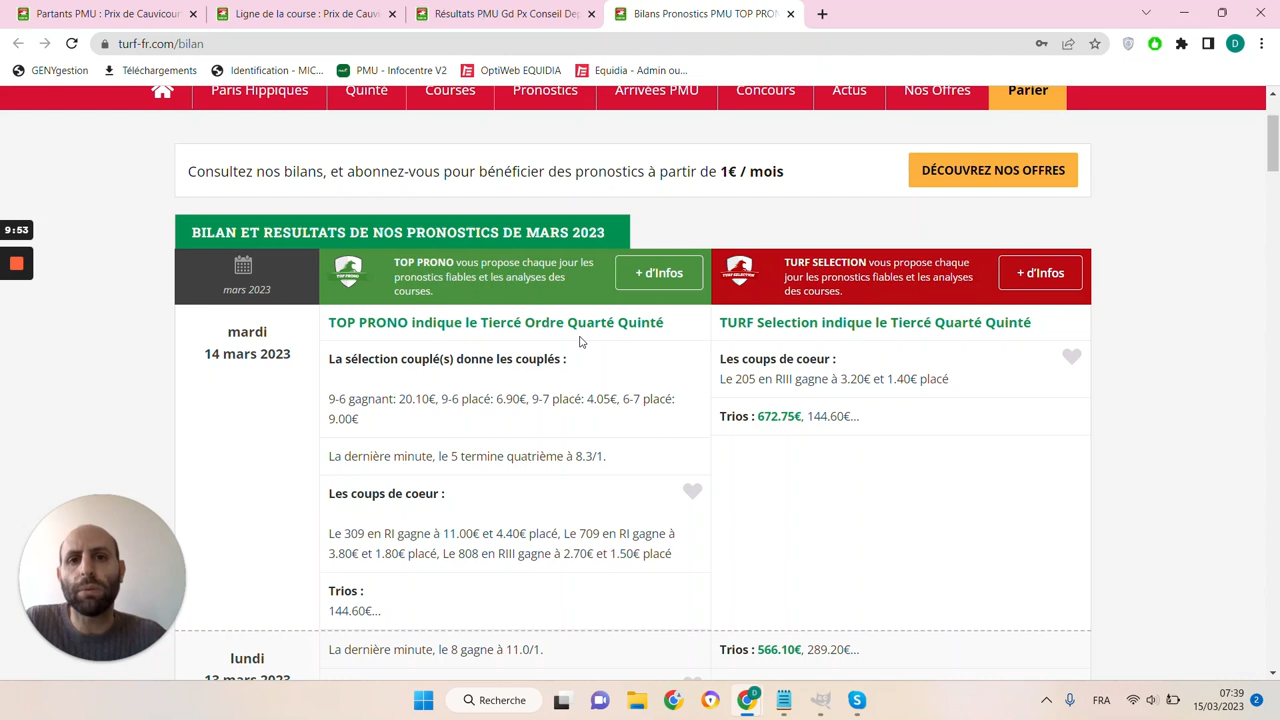 Partants PMU : Prix de Cauvicour
Ligne de la course : Prix de Cauvi
Résultats PMU Gd Px Conseil Dep
Bilans Pronostics PMU TOP PRON
turf-fr.com/bilan
D
GENYgestion
Téléchargements
Identification - MIC...
PMU - Infocentre V2
OptiWeb EQUIDIA
Equidia - Admin ou...
Paris Hippiques
Quinté
Courses
Pronostics
Arrivées PMU
Concours
Actus
Nos Offres
Parier
Consultez nos bilans, et abonnez-vous pour bénéficier des pronostics à partir de 1€ / mois
DÉCOUVREZ NOS OFFRES
9:53
BILAN ET RESULTATS DE NOS PRONOSTICS DE MARS 2023
mars 2023
TOP PRONO
TOP PRONO vous propose chaque jour les
pronostics fiables et les analyses des
courses.
+ d'Infos
TURF SELECTION
TURF SELECTION vous propose chaque
jour les pronostics fiables et les analyses
des courses.
+ d'Infos
mardi
14 mars 2023
TOP PRONO indique le Tiercé Ordre Quarté Quinté
La sélection couplé(s) donne les couplés :
9-6 gagnant: 20.10€, 9-6 placé: 6.90€, 9-7 placé: 4.05€, 6-7 placé:
9.00€
La dernière minute, le 5 termine quatrième à 8.3/1.
Les coups de coeur :
Le 309 en RI gagne à 11.00€ et 4.40€ placé, Le 709 en RI gagne à
3.80€ et 1.80€ placé, Le 808 en RIII gagne à 2.70€ et 1.50€ placé
Trios :
144.60€...
TURF Selection indique le Tiercé Quarté Quinté
Les coups de coeur :
Le 205 en RIII gagne à 3.20€ et 1.40€ placé
Trios : 672.75€, 144.60€...
lundi
13 mars 2023
La dernière minute, le 8 gagne à 11.0/1.
Trios : 566.10€, 289.20€...
Recherche
D
FRA
07:39
15/03/2023
2